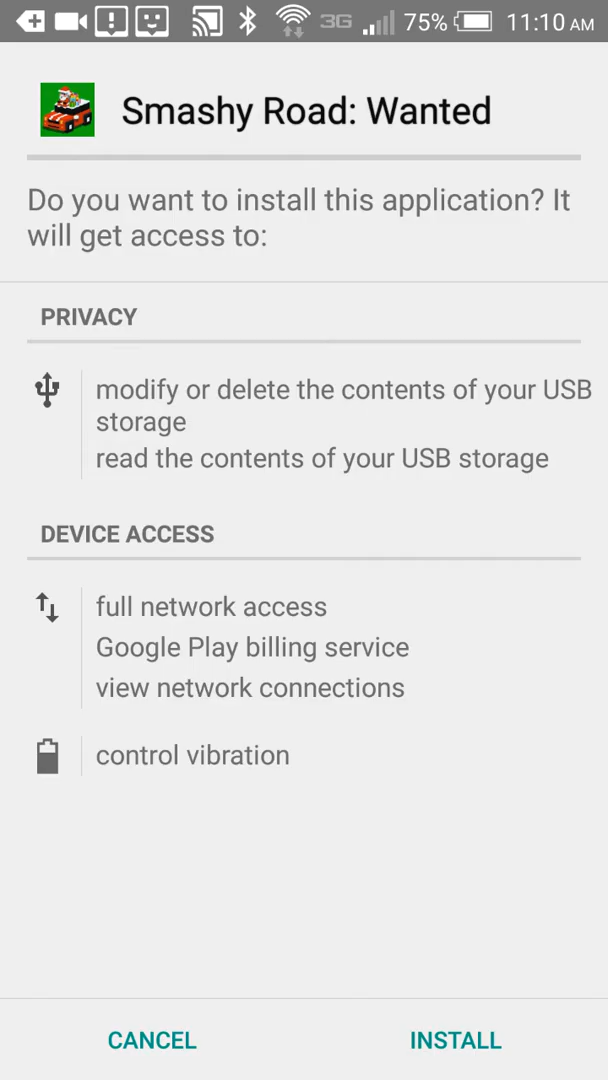 3G 75% 11:10 AM
Smashy Road: Wanted
Do you want to install this application? It
will get access to:
PRIVACY
modify or delete the contents of your USB
storage
read the contents of your USB storage
DEVICE ACCESS
full network access
Google Play billing service
view network connections
control vibration
CANCEL INSTALL